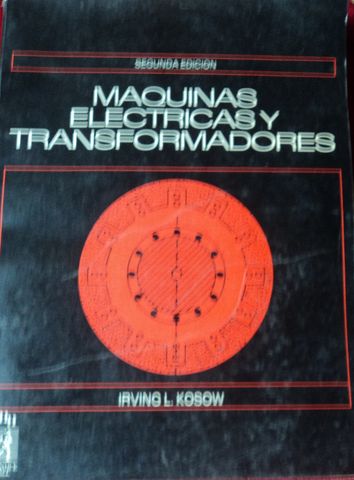 SEGUNDA EDICION
MAQUINAS
ELECTRICAS Y
TRANSFORMADORES
IRVING L. KOSOW